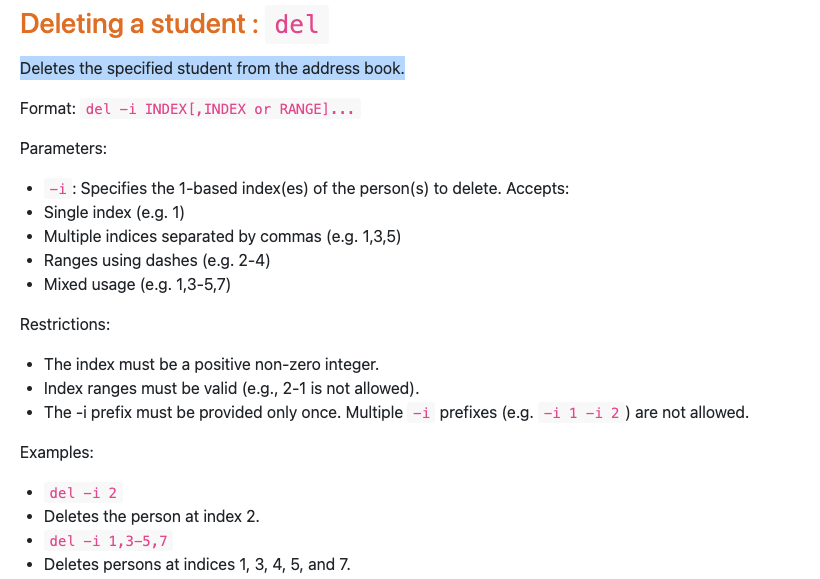 Deleting a student : del
Deletes the specified student from the address book.
Format: del -i INDEX[,INDEX or RANGE]...
Parameters:
• -i : Specifies the 1-based index(es) of the person(s) to delete. Accepts:
• Single index (e.g. 1)
• Multiple indices separated by commas (e.g. 1,3,5)
• Ranges using dashes (e.g. 2-4)
• Mixed usage (e.g. 1,3-5,7)
Restrictions:
• The index must be a positive non-zero integer.
• Index ranges must be valid (e.g., 2-1 is not allowed).
• The -i prefix must be provided only once. Multiple -i prefixes (e.g. -i 1 -i 2 ) are not allowed.
Examples:
• del -i 2
• Deletes the person at index 2.
• del -i 1,3-5,7
• Deletes persons at indices 1, 3, 4, 5, and 7.